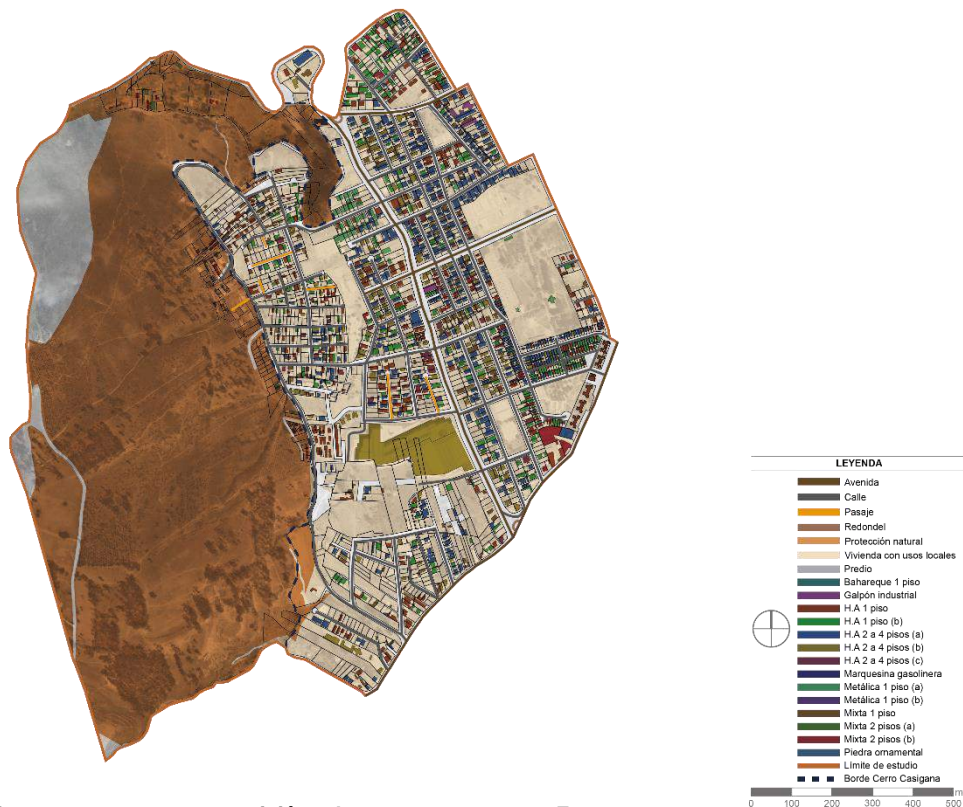 LEYENDA
Avenida
Calle
Pasaje
Redondel
Protección natural
Vivienda con usos locales
Predio
Bahareque 1 piso
Galpón industrial
H.A 1 piso
H.A 1 piso (b)
H.A 2 a 4 pisos (a)
H.A 2 a 4 pisos (b)
H.A 2 a 4 pisos (c)
Marquesina gasolinera
Metálica 1 piso (a)
Metálica 1 piso (b)
Mixta 1 piso
Mixta 2 pisos (a)
Mixta 2 pisos (b)
Piedra ornamental
Límite de estudio
Borde Cerro Casigana
m
0 100 200 300 400 500